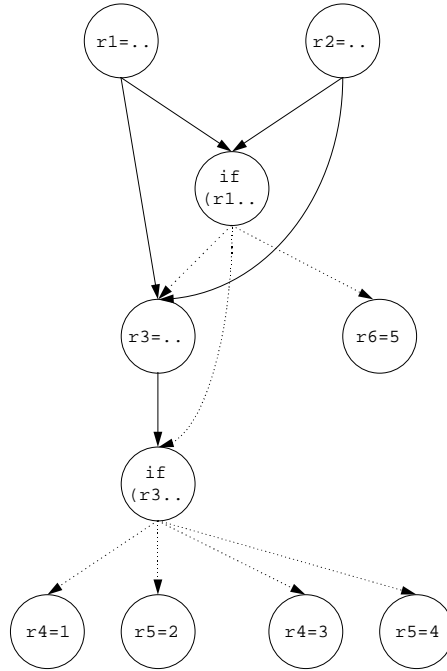 r1=..
r2=..
if
(r1..
r3=..
r6=5
if
(r3..
r4=1
r5=2
r4=3
r5=4